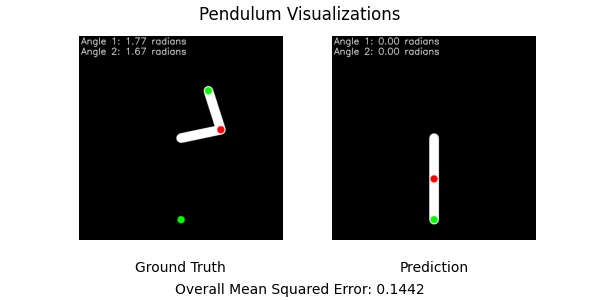 Pendulum Visualizations
Angle 1: 1.77 radians
Angle 2: 1.67 radians
Angle 1: 0.00 radians
Angle 2: 0.00 radians
Ground Truth
Prediction
Overall Mean Squared Error: 0.1442